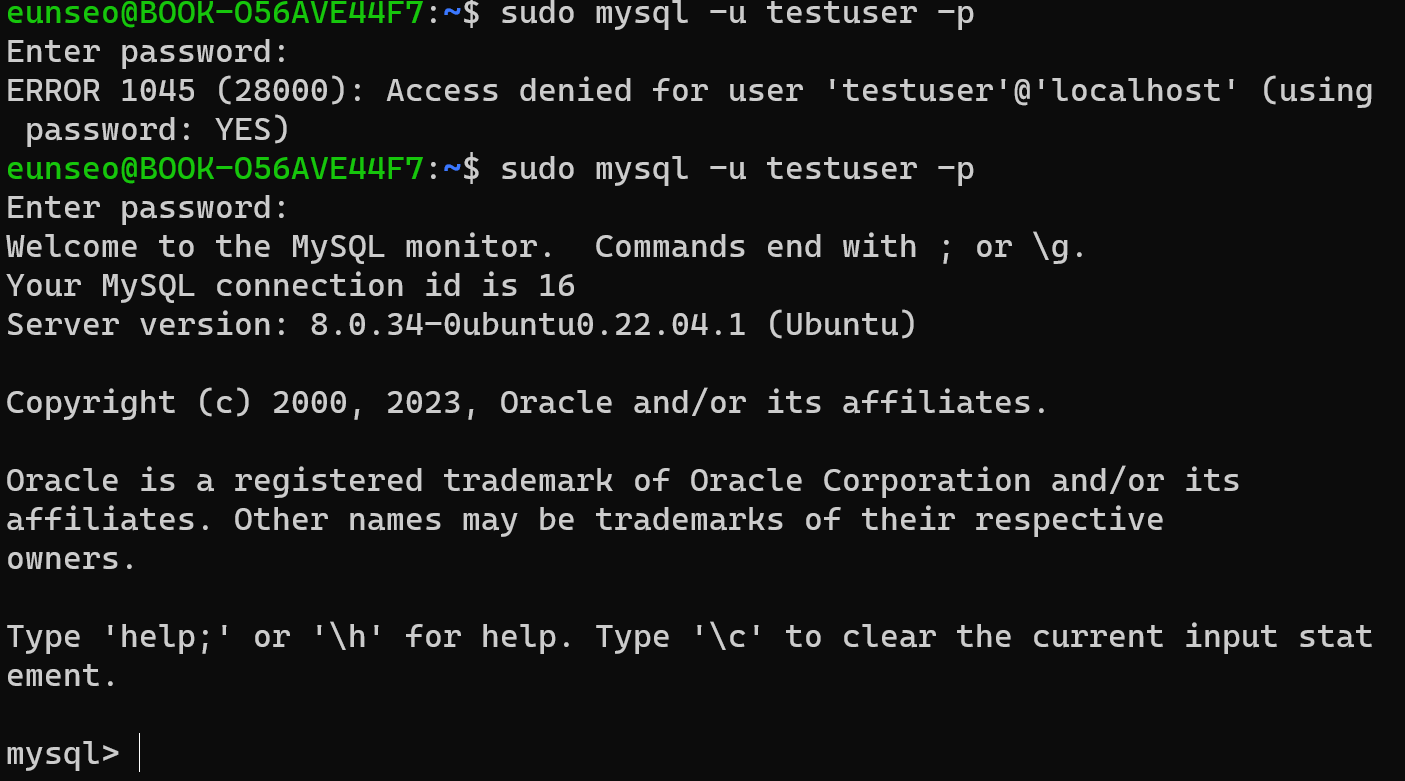 eunseo@BOOK-O56AVE44F7:~$ sudo mysql -u testuser -p
Enter password:
ERROR 1045 (28000): Access denied for user 'testuser'@'localhost' (using
 password: YES)
eunseo@BOOK-O56AVE44F7:~$ sudo mysql -u testuser -p
Enter password:
Welcome to the MySQL monitor.  Commands end with ; or \g.
Your MySQL connection id is 16
Server version: 8.0.34-0ubuntu0.22.04.1 (Ubuntu)

Copyright (c) 2000, 2023, Oracle and/or its affiliates.

Oracle is a registered trademark of Oracle Corporation and/or its
affiliates. Other names may be trademarks of their respective
owners.

Type 'help;' or '\h' for help. Type '\c' to clear the current input stat
ement.

mysql>